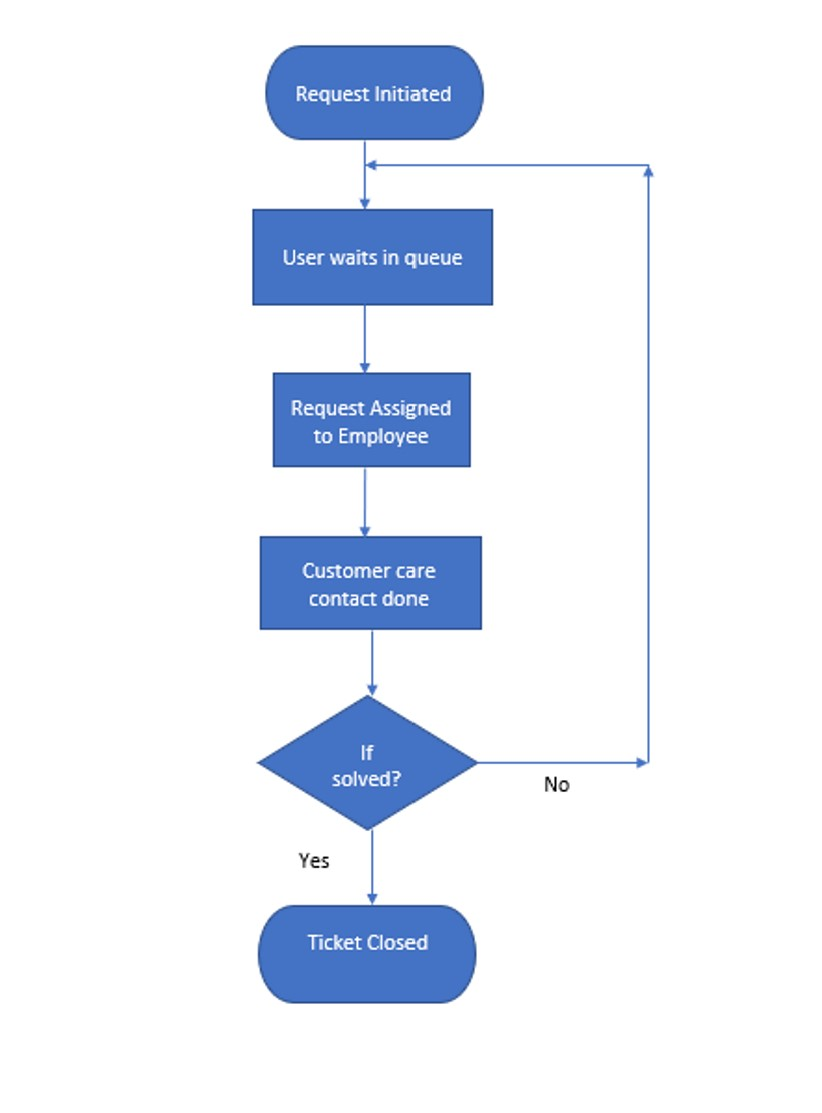 Request Initiated
User waits in queue
Request Assigned
to Employee
Customer care
contact done
If
solved?
No
Yes
Ticket Closed